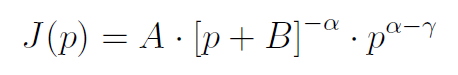 J(p) = A · [p + B]^{−α} · p^{α−γ}